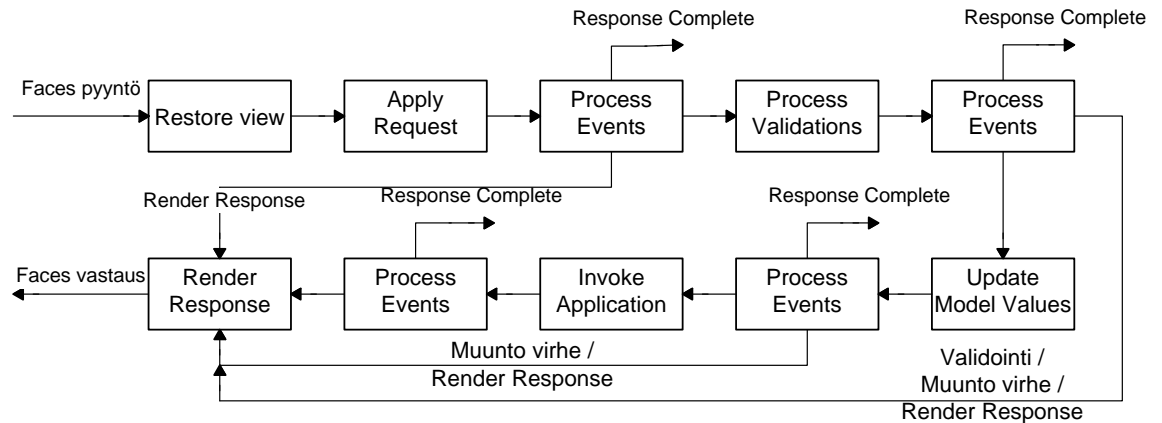 Response Complete
Response Complete
Faces pyyntö
Restore view
Apply
Request
Process
Events
Process
Validations
Process
Events
Render Response
Response Complete
Response Complete
Faces vastaus
Render
Response
Process
Events
Invoke
Application
Process
Events
Update
Model Values
Muunto virhe /
Render Response
Validointi /
Muunto virhe /
Render Response